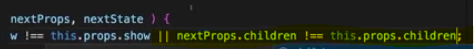 nextProps, nextState ) {
w !== this.props.show || nextProps.children !== this.props.children;